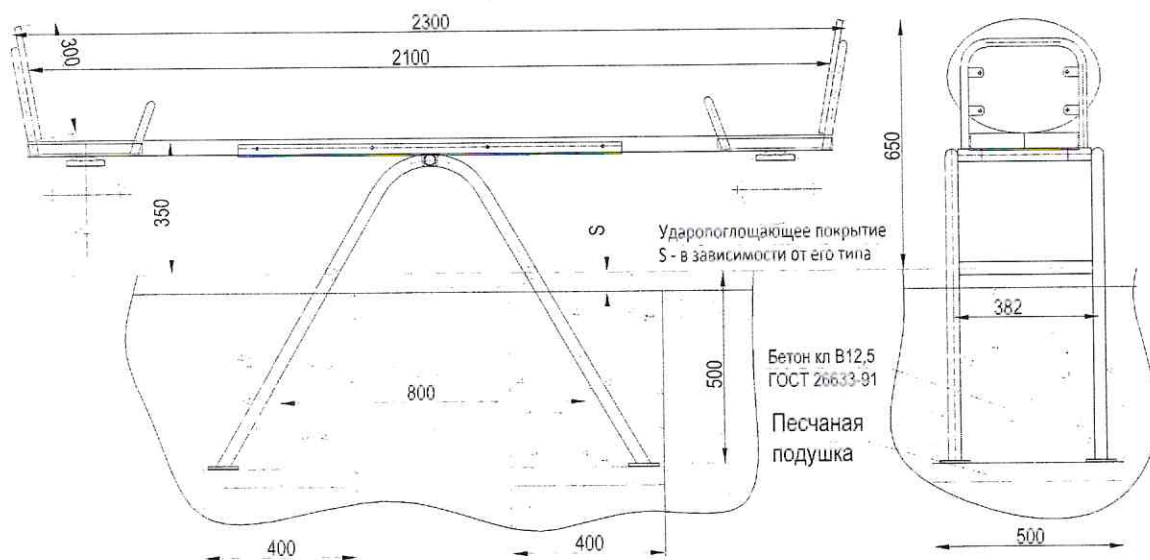 2300
300
2100
650
350
S
Ударопоглощающее покрытие
S - в зависимости от его типа
382
500
Бетон кл В12,5
ГОСТ 26633-91
800
Песчаная
подушка
400
400
500